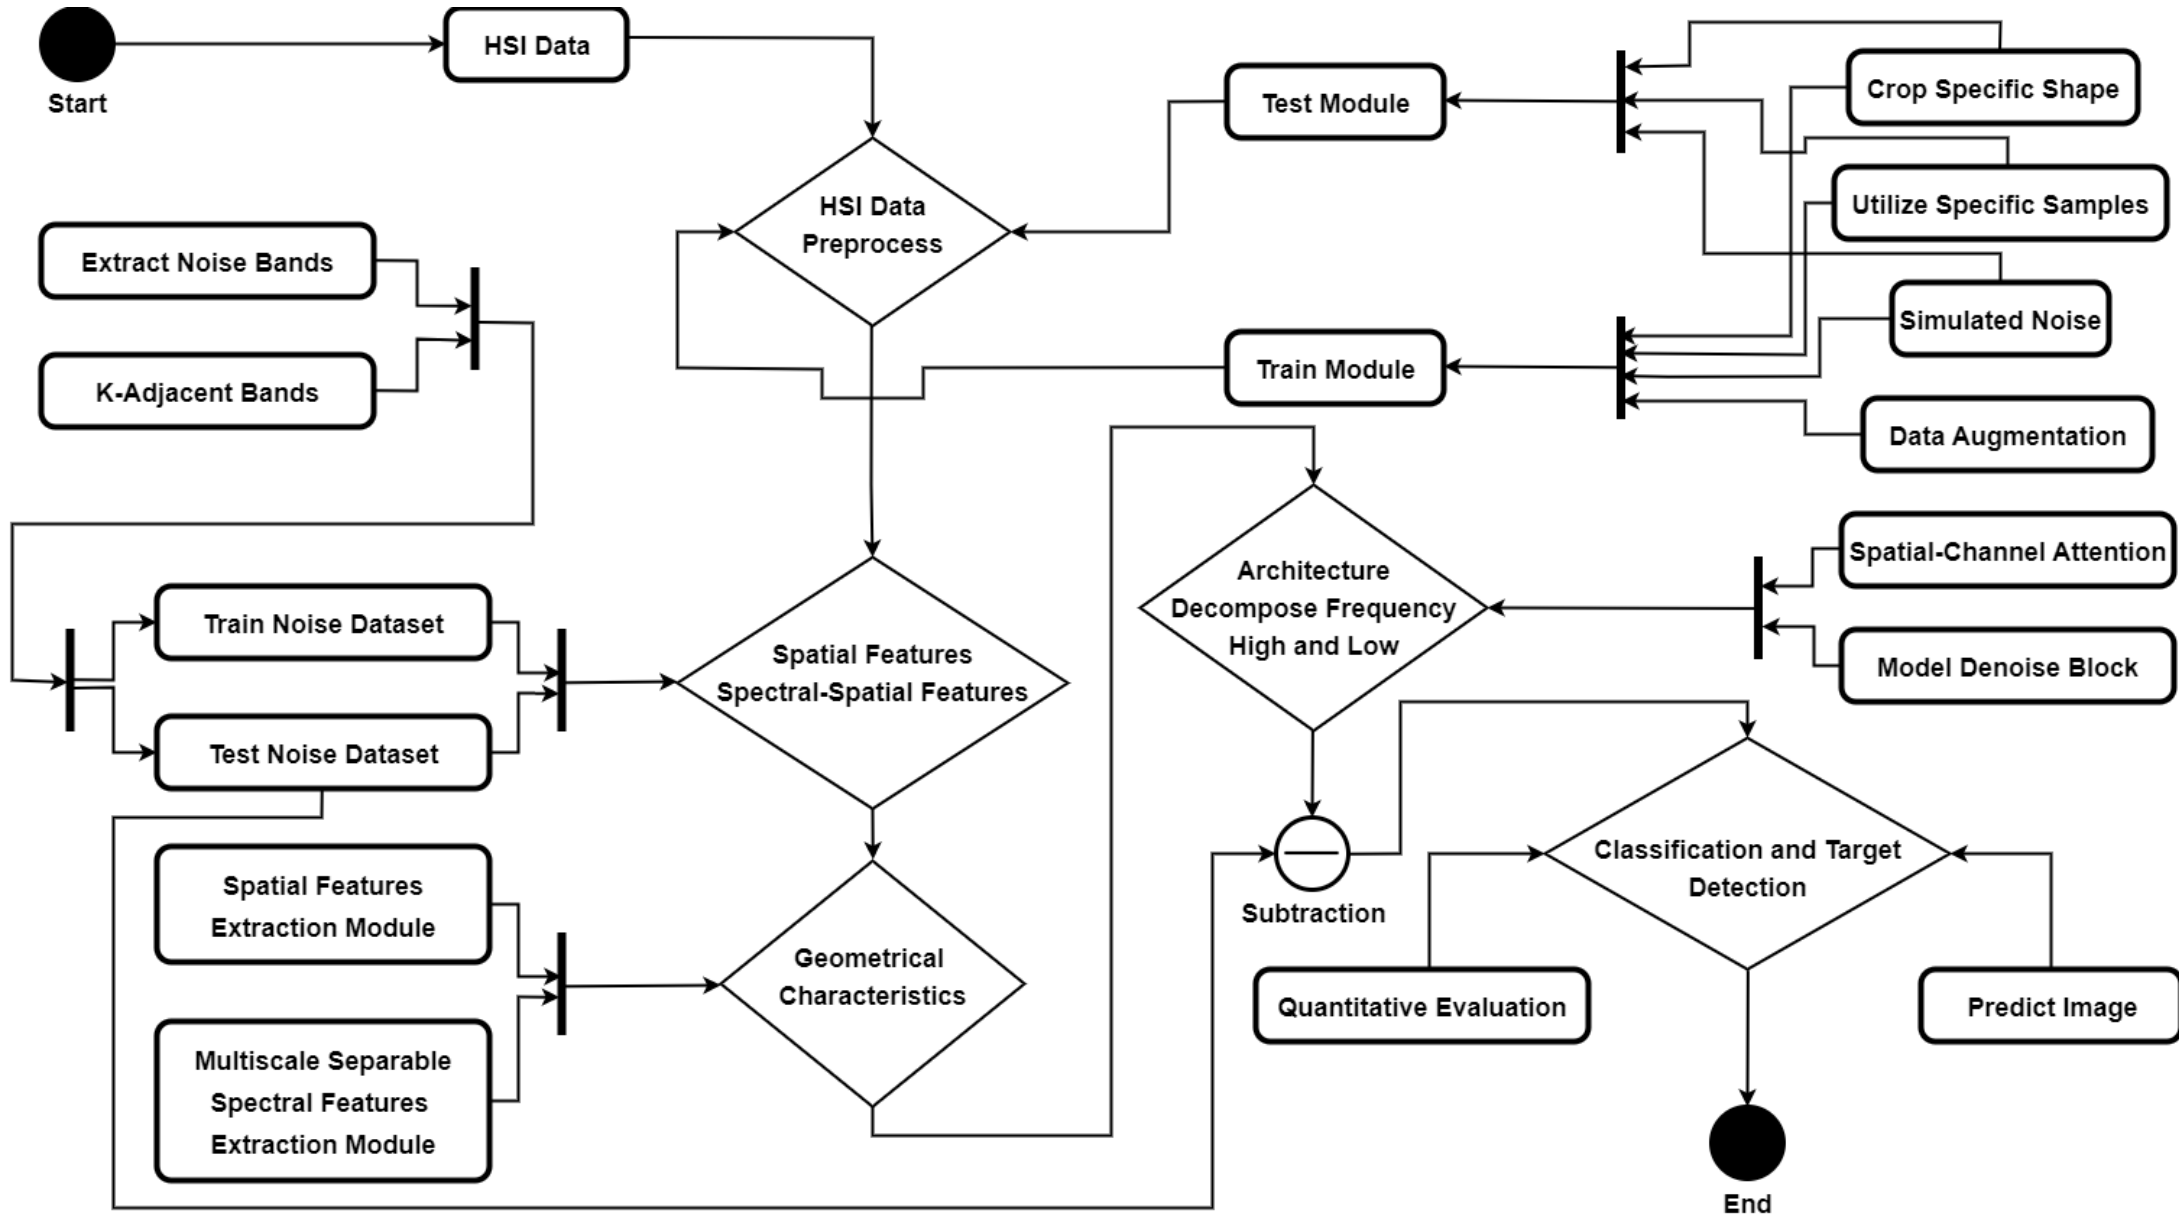 Start
HSI Data
Test Module
Crop Specific Shape
HSI Data
Preprocess
Utilize Specific Samples
Extract Noise Bands
Simulated Noise
K-Adjacent Bands
Train Module
Data Augmentation
Spatial-Channel Attention
Architecture
Decompose Frequency
High and Low
Model Denoise Block
Train Noise Dataset
Spatial Features
Spectral-Spatial Features
Test Noise Dataset
Classification and Target
Detection
Subtraction
Spatial Features
Extraction Module
Geometrical
Characteristics
Quantitative Evaluation
Predict Image
Multiscale Separable
Spectral Features
Extraction Module
End